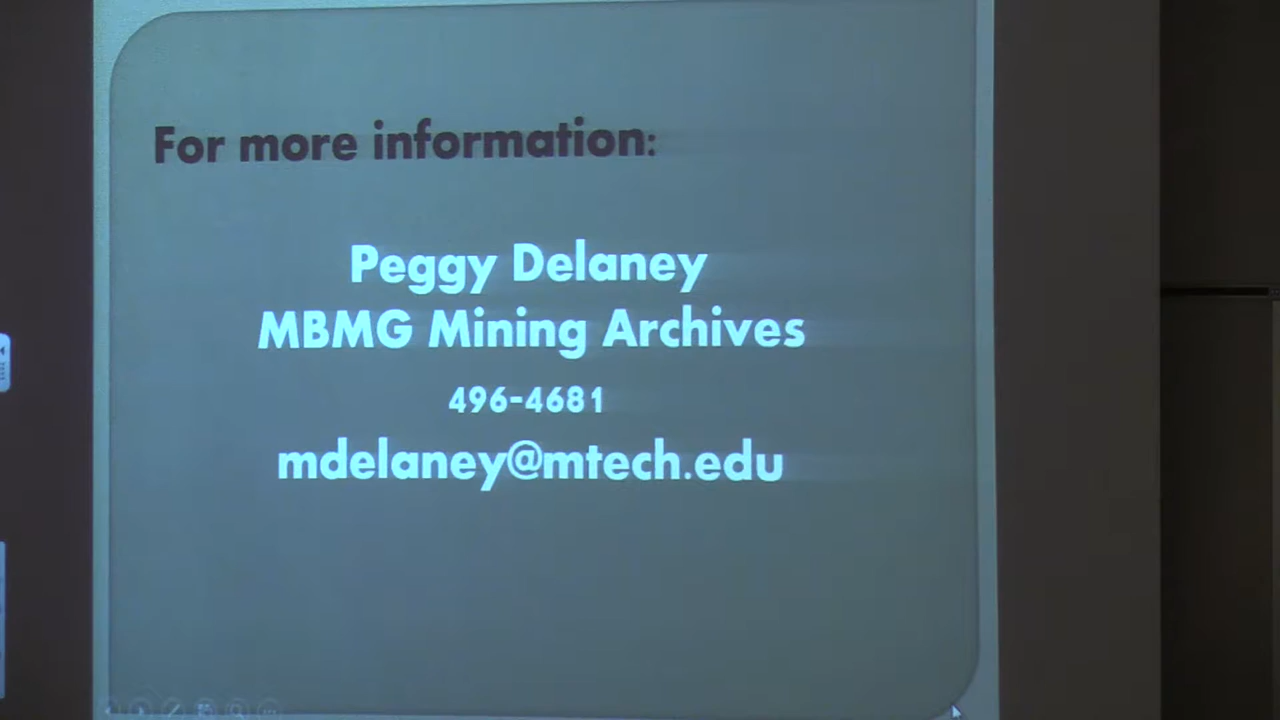 For more information:
Peggy Delaney
MBMG Mining Archives
496-4681
mdelaney@mtech.edu